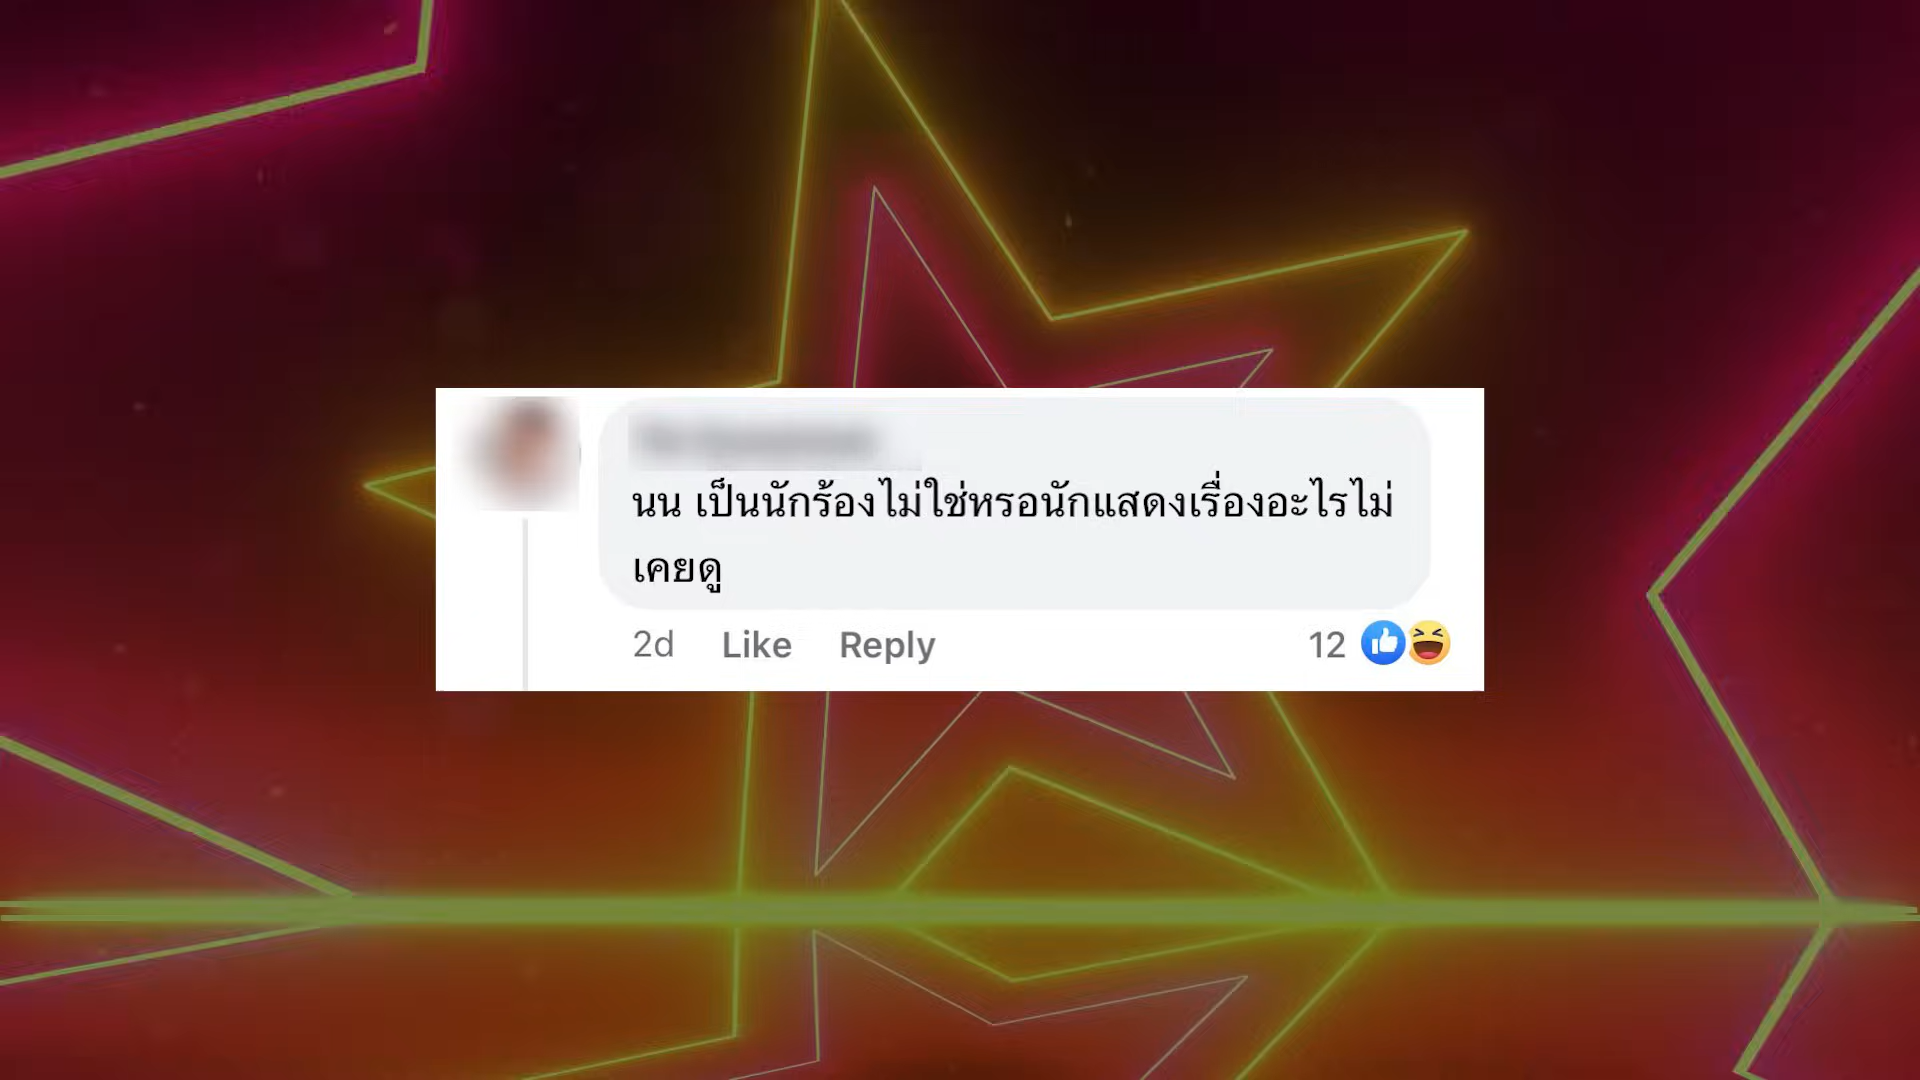 นน เป็นนักร้องไม่ใช่หรอนักแสดงเรื่องอะไรไม่
เคยดู
2d Like Reply 12